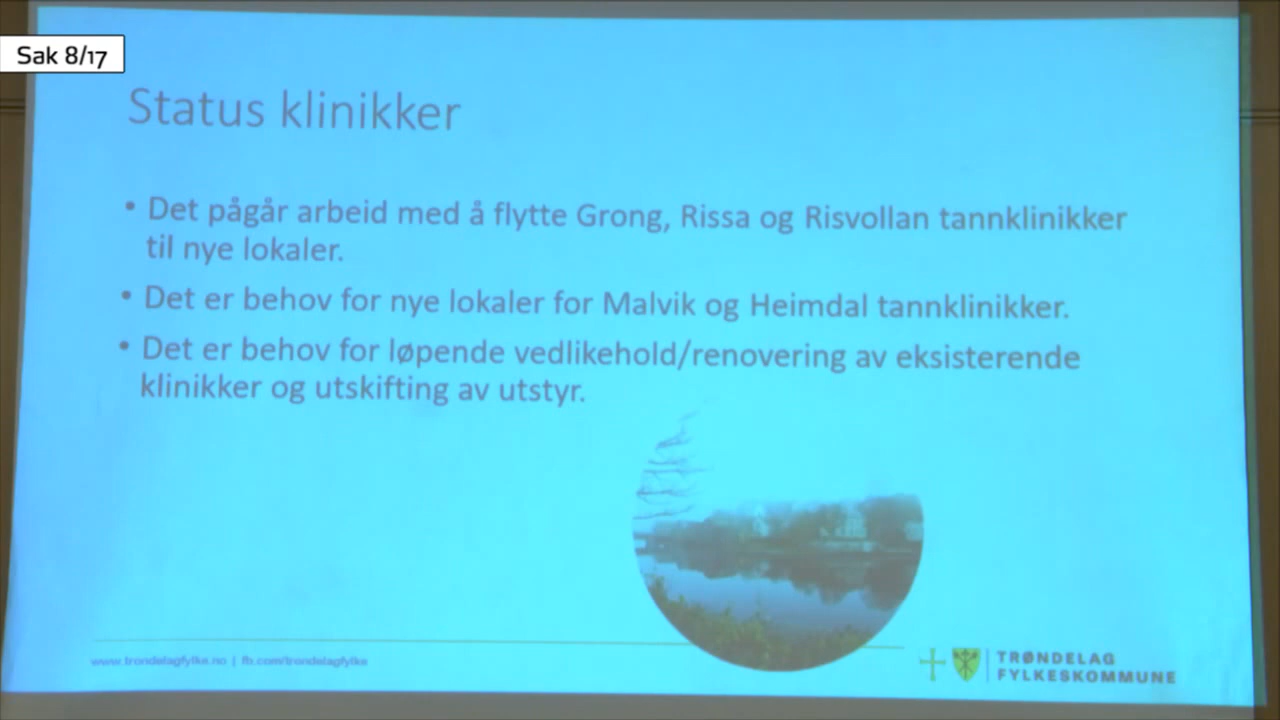 Sak 8/17
Status klinikker
• Det pågår arbeid med å flytte Grong, Rissa og Risvollan tannklinikker
til nye lokaler.
• Det er behov for nye lokaler for Malvik og Heimdal tannklinikker.
• Det er behov for løpende vedlikehold/renovering av eksisterende
klinikker og utskifting av utstyr.
www.trondelagfylke.no | fb.com/trondelagfylke
TRØNDELAG
FYLKESKOMMUNE